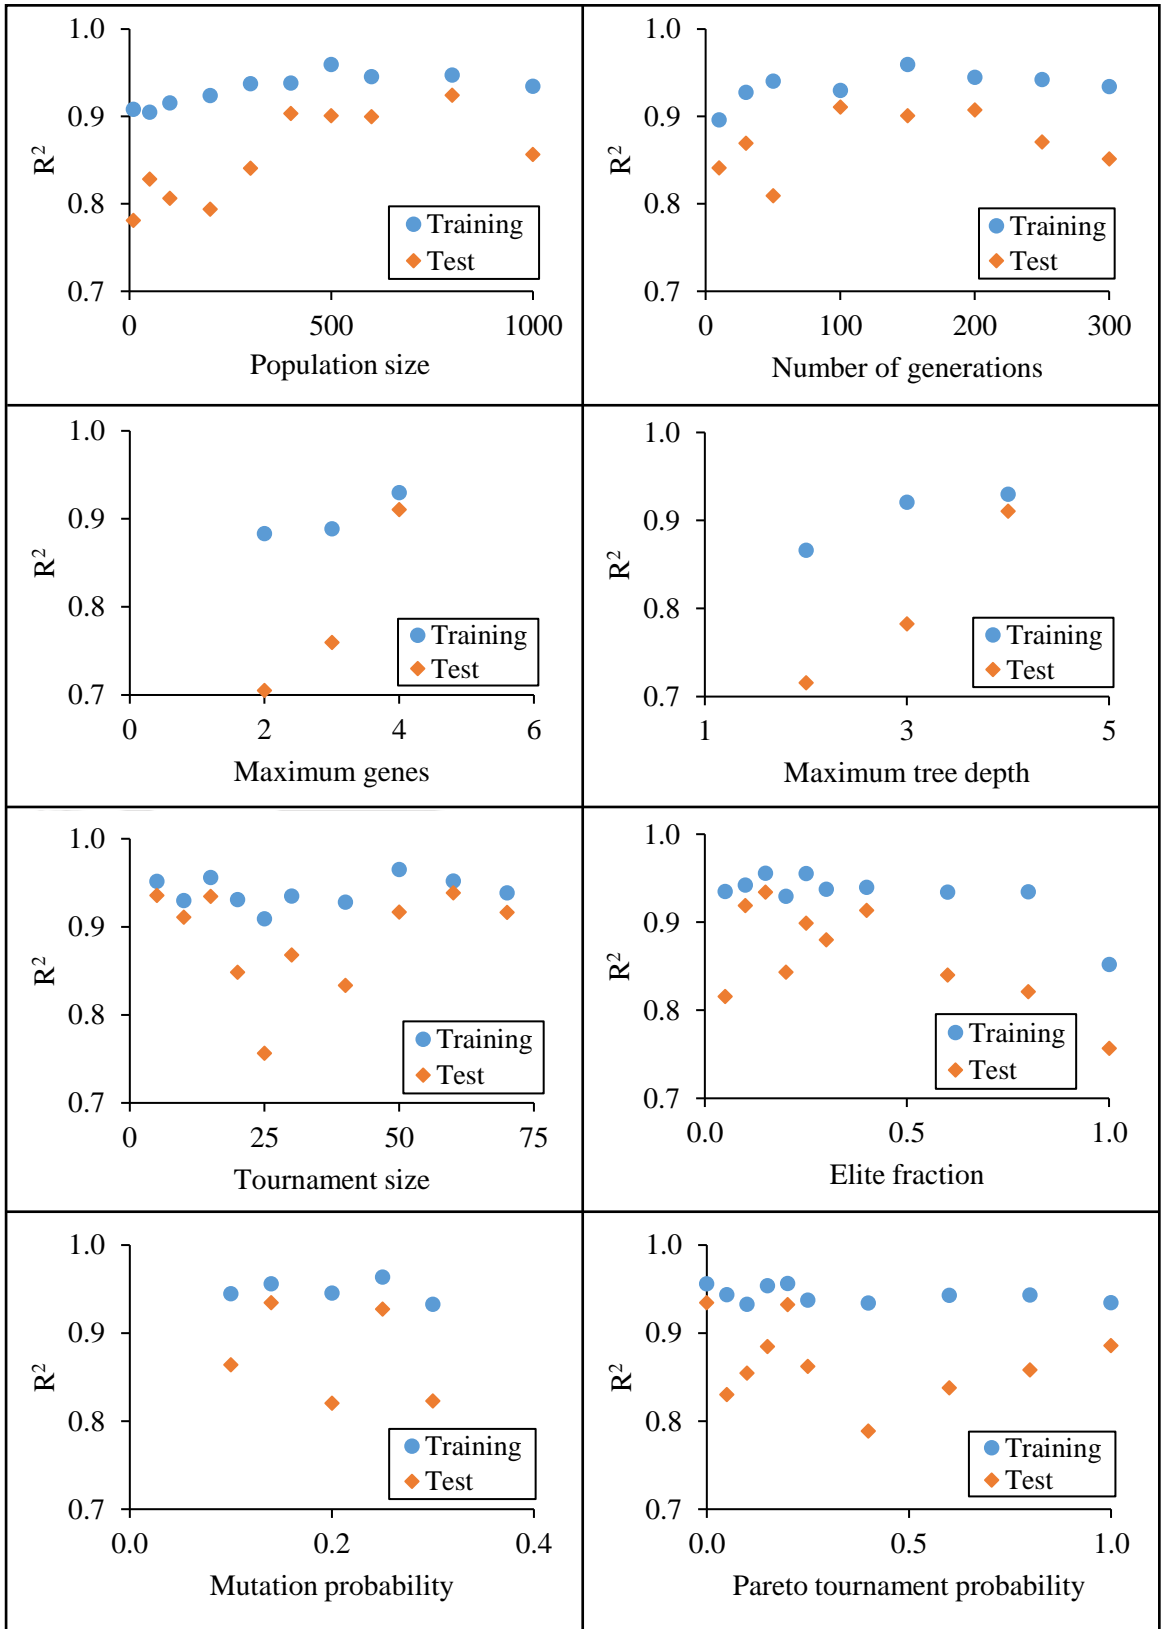 1.0
0.9
0.8
0.7
R²
Training
Test
0 500 1000
Population size
1.0
0.9
0.8
0.7
R²
Training
Test
0 100 200 300
Number of generations
1.0
0.9
0.8
0.7
R²
Training
Test
0 2 4 6
Maximum genes
1.0
0.9
0.8
0.7
R²
Training
Test
1 3 5
Maximum tree depth
1.0
0.9
0.8
0.7
R²
Training
Test
0 25 50 75
Tournament size
1.0
0.9
0.8
0.7
R²
Training
Test
0.0 0.5 1.0
Elite fraction
1.0
0.9
0.8
0.7
R²
Training
Test
0.0 0.2 0.4
Mutation probability
1.0
0.9
0.8
0.7
R²
Training
Test
0.0 0.5 1.0
Pareto tournament probability